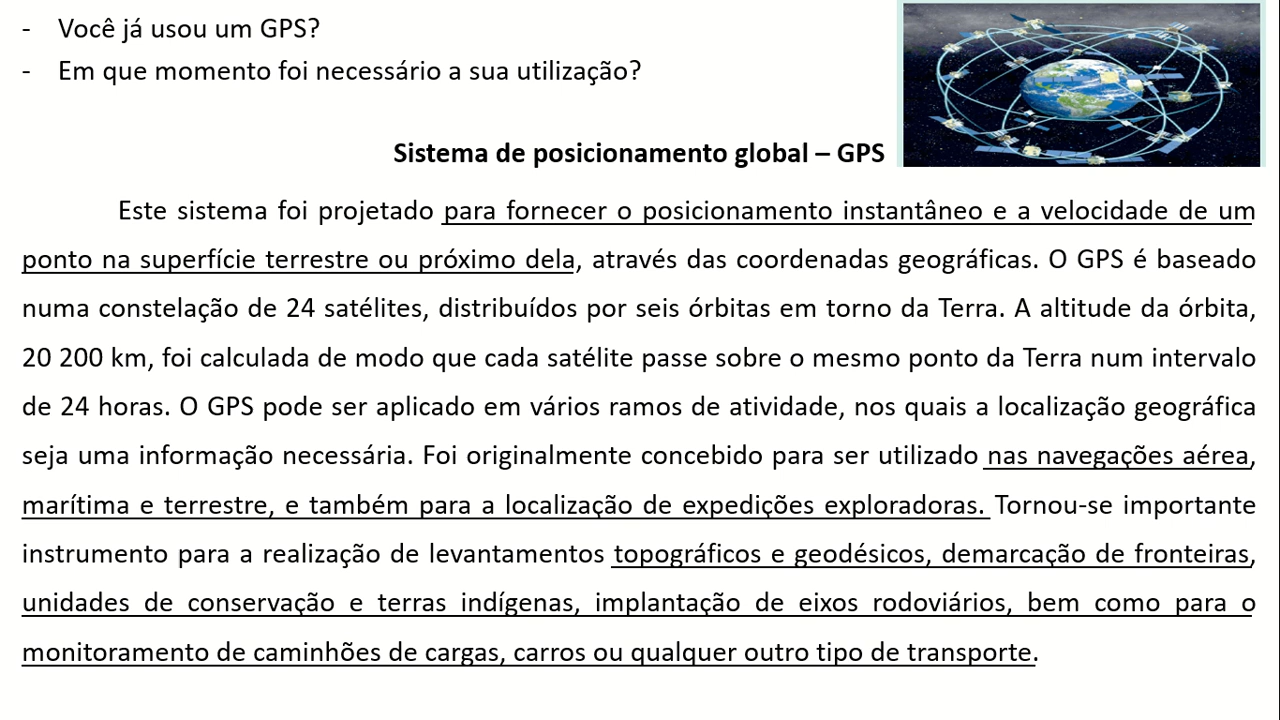 - Você já usou um GPS?
- Em que momento foi necessário a sua utilização?
Sistema de posicionamento global – GPS
Este sistema foi projetado para fornecer o posicionamento instantâneo e a velocidade de um
ponto na superfície terrestre ou próximo dela, através das coordenadas geográficas. O GPS é baseado
numa constelação de 24 satélites, distribuídos por seis órbitas em torno da Terra. A altitude da órbita,
20 200 km, foi calculada de modo que cada satélite passe sobre o mesmo ponto da Terra num intervalo
de 24 horas. O GPS pode ser aplicado em vários ramos de atividade, nos quais a localização geográfica
seja uma informação necessária. Foi originalmente concebido para ser utilizado nas navegações aérea,
marítima e terrestre, e também para a localização de expedições exploradoras. Tornou-se importante
instrumento para a realização de levantamentos topográficos e geodésicos, demarcação de fronteiras,
unidades de conservação e terras indígenas, implantação de eixos rodoviários, bem como para o
monitoramento de caminhões de cargas, carros ou qualquer outro tipo de transporte.